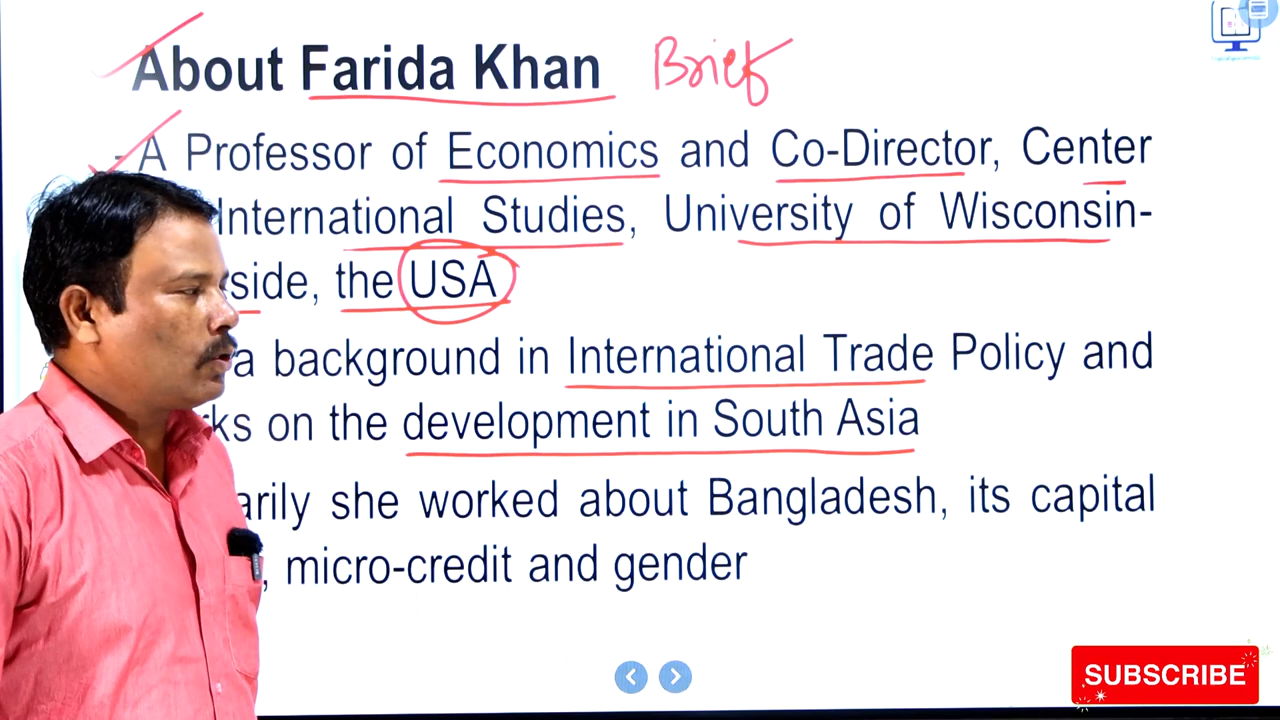 About Farida Khan Brief
- A Professor of Economics and Co-Director, Center
International Studies, University of Wisconsin-
side, the USA
a background in International Trade Policy and
ks on the development in South Asia
arily she worked about Bangladesh, its capital
, micro-credit and gender
SUBSCRIBE